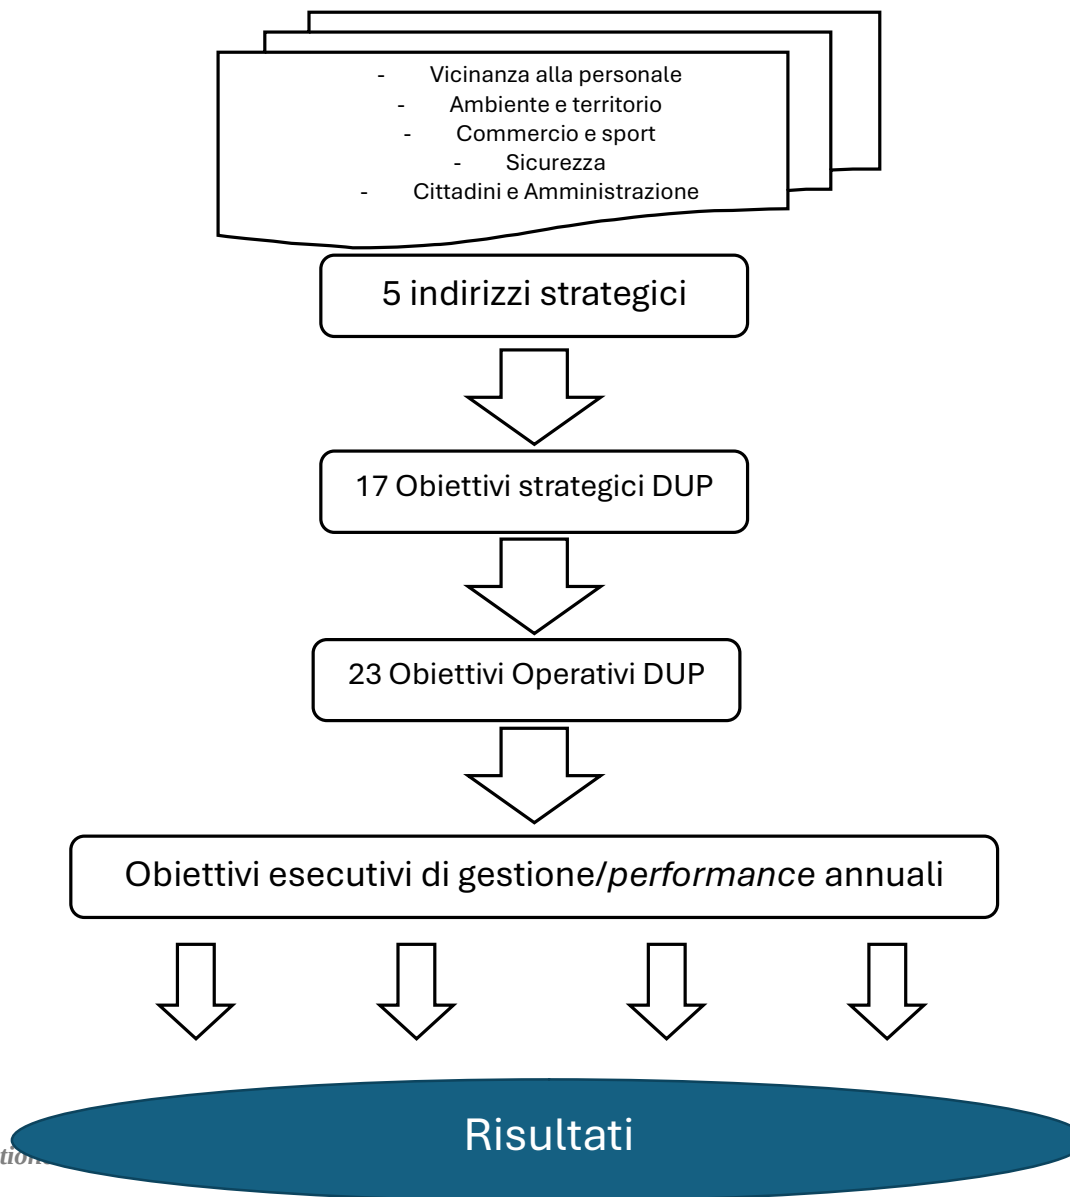 - Vicinanza alla personale
- Ambiente e territorio
- Commercio e sport
- Sicurezza
- Cittadini e Amministrazione
5 indirizzi strategici
17 Obiettivi strategici DUP
23 Obiettivi Operativi DUP
Obiettivi esecutivi di gestione/performance annuali
Risultati